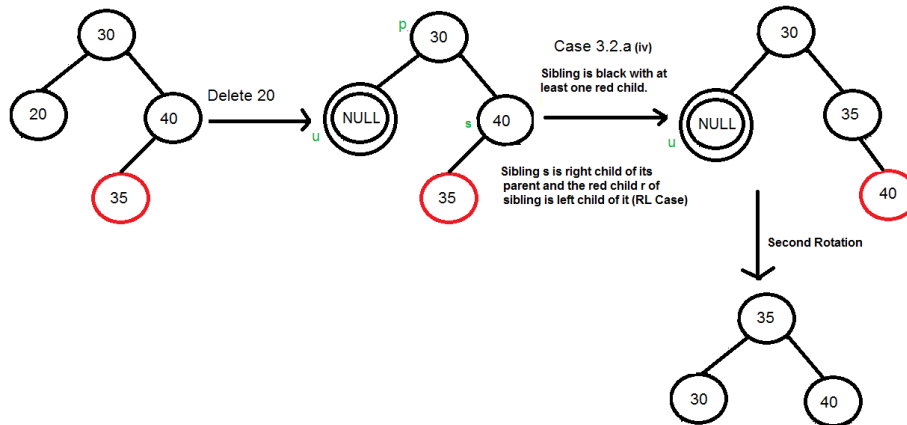 30
20
40
35
Delete 20
p
30
NULL
u
s
40
35
Case 3.2.a (iv)
Sibling is black with at
least one red child.
Sibling s is right child of its
parent and the red child r of
sibling is left child of it (RL Case)
30
NULL
u
35
40
Second Rotation
35
30
40